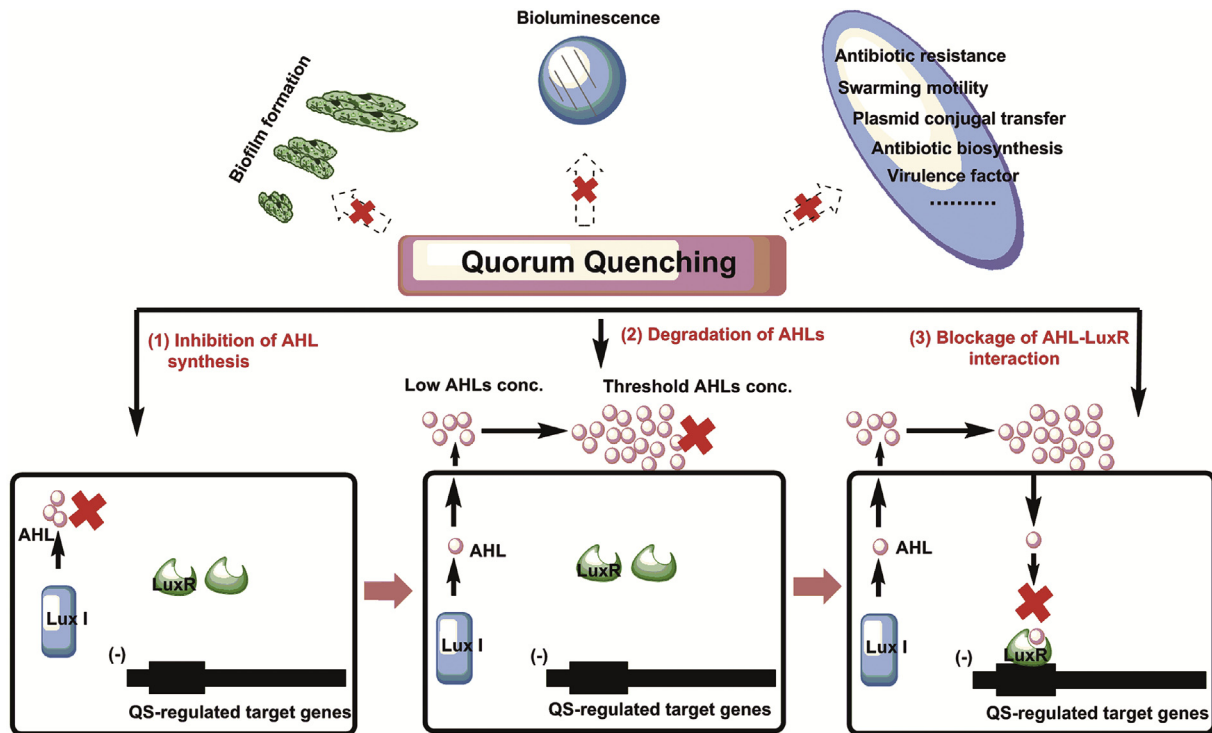 Bioluminescence
Biofilm formation
Antibiotic resistance
Swarming motility
Plasmid conjugal transfer
Antibiotic biosynthesis
Virulence factor
..........
Quorum Quenching
(1) Inhibition of AHL
synthesis
(2) Degradation of AHLs
(3) Blockage of AHL-LuxR
interaction
Low AHLs conc.
Threshold AHLs conc.
AHL
LuxR
Lux I
(-)
QS-regulated target genes
AHL
LuxR
Lux I
(-)
QS-regulated target genes
AHL
Lux I
LuxR
(-)
QS-regulated target genes